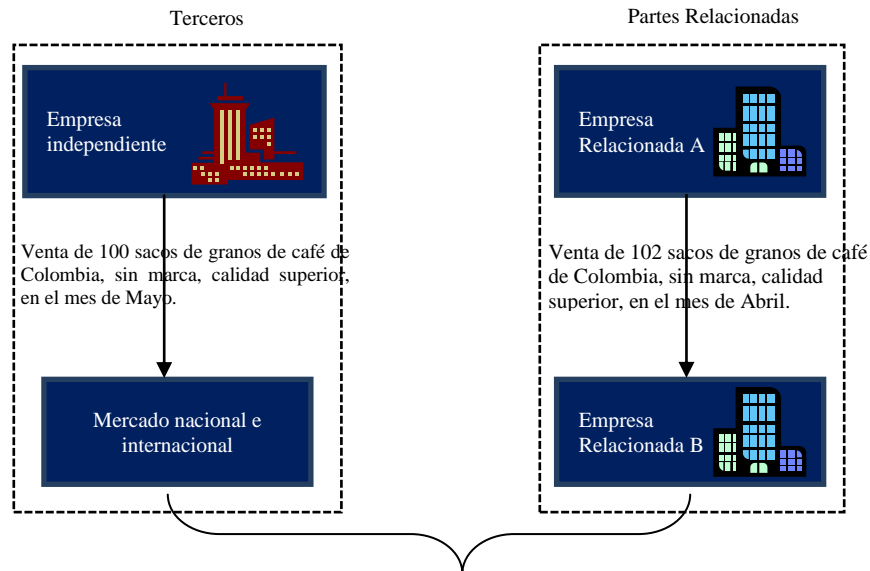 Terceros
Empresa
independiente
Venta de 100 sacos de granos de café de
Colombia, sin marca, calidad superior,
en el mes de Mayo.
Mercado nacional e
internacional
Partes Relacionadas
Empresa
Relacionada A
Venta de 102 sacos de granos de café
de Colombia, sin marca, calidad
superior, en el mes de Abril.
Empresa
Relacionada B